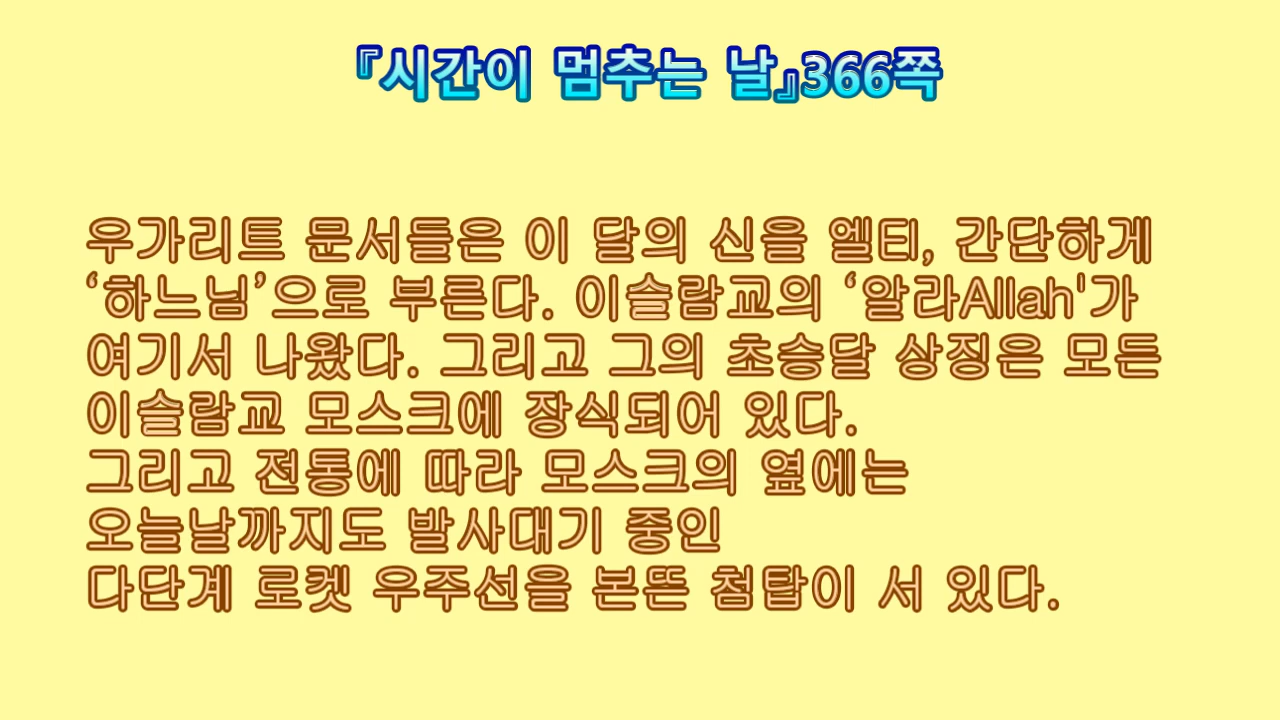 『시간이 멈추는 날』366쪽
우가리트 문서들은 이 달의 신을 엘티, 간단하게
‘하느님’으로 부른다. 이슬람교의 ‘알라Allah'가
여기서 나왔다. 그리고 그의 초승달 상징은 모든
이슬람교 모스크에 장식되어 있다.
그리고 전통에 따라 모스크의 옆에는
오늘날까지도 발사대기 중인
다단계 로켓 우주선을 본뜬 첨탑이 서 있다.